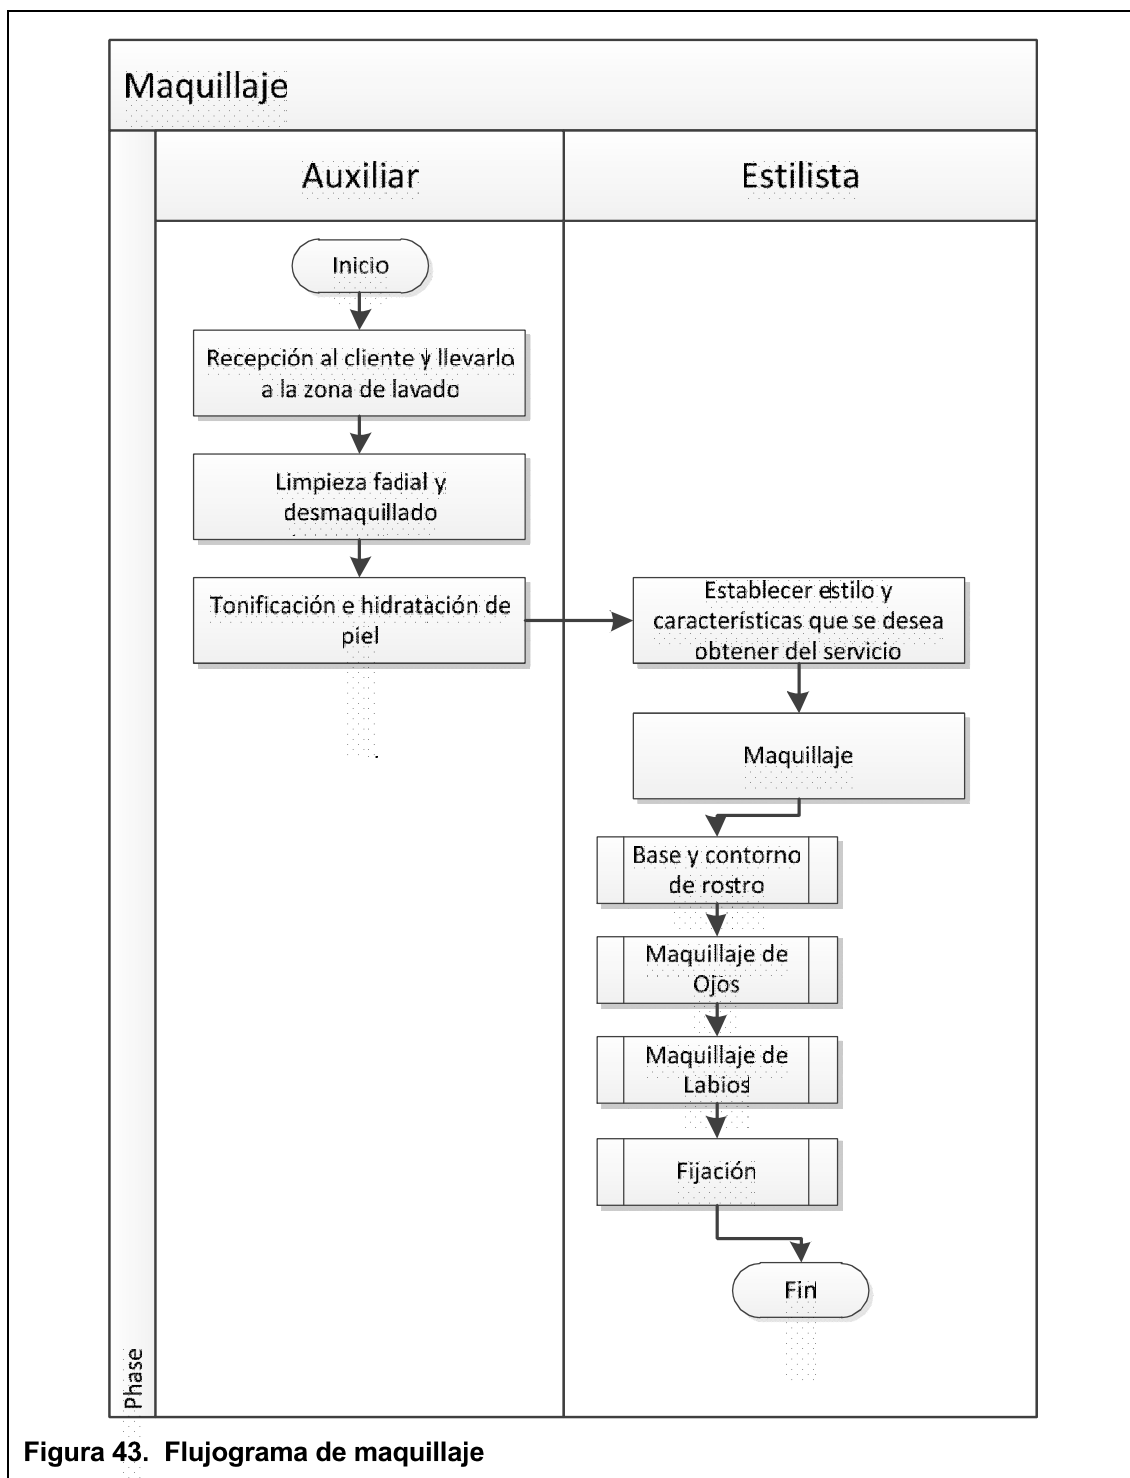 Maquillaje
Auxiliar
Estilista
Inicio
Recepción al cliente y llevarlo
a la zona de lavado
Limpieza facial y
desmaquillado
Tonificación e hidratación de
piel
Establecer estilo y
características que se desea
obtener del servicio
Maquillaje
Base y contorno
de rostro
Maquillaje de
Ojos
Maquillaje de
Labios
Fijación
Fin
Phase
Figura 43. Flujograma de maquillaje